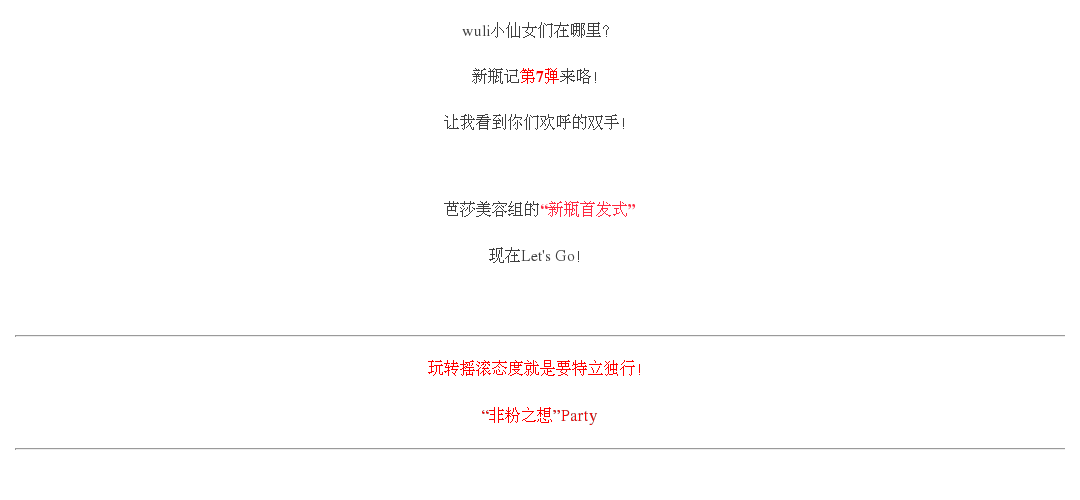 wuli小仙女们在哪里?
新瓶记第7弹来咯!
让我看到你们欢呼的双手!
芭莎美容组的“新瓶首发式”
现在Let's Go!
玩转摇滚态度就是要特立独行!
“非粉之想”Party